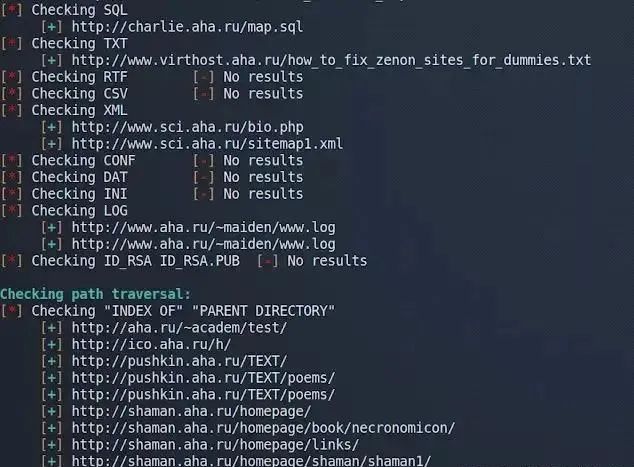 [*] Checking SQL
[+] http://charlie.aha.ru/map.sql
[*] Checking TXT
[+] http://www.virthost.aha.ru/how_to_fix_zenon_sites_for_dummies.txt
[*] Checking RTF [-] No results
[*] Checking CSV [-] No results
[*] Checking XML
[+] http://www.sci.aha.ru/bio.php
[+] http://www.sci.aha.ru/sitemap1.xml
[*] Checking CONF [-] No results
[*] Checking DAT [-] No results
[*] Checking INI [-] No results
[*] Checking LOG
[+] http://www.aha.ru/~maiden/www.log
[+] http://www.aha.ru/~maiden/www.log
[*] Checking ID_RSA ID_RSA.PUB [-] No results
Checking path traversal:
[*] Checking "INDEX OF" "PARENT DIRECTORY"
[+] http://aha.ru/~academ/test/
[+] http://ico.aha.ru/h/
[+] http://pushkin.aha.ru/TEXT/
[+] http://pushkin.aha.ru/TEXT/poems/
[+] http://pushkin.aha.ru/TEXT/poems/
[+] http://shaman.aha.ru/homepage/
[+] http://shaman.aha.ru/homepage/book/necronomicon/
[+] http://shaman.aha.ru/homepage/links/
[+] http://shaman.aha.ru/homepage/shaman/shaman1/